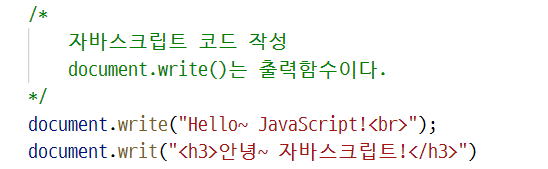 /*
자바스크립트 코드 작성
document.write()는 출력함수이다.
*/
document.write("Hello~ JavaScript!<br>");
documet.writ("<h3>안녕~ 자바스크립트!</h3>")